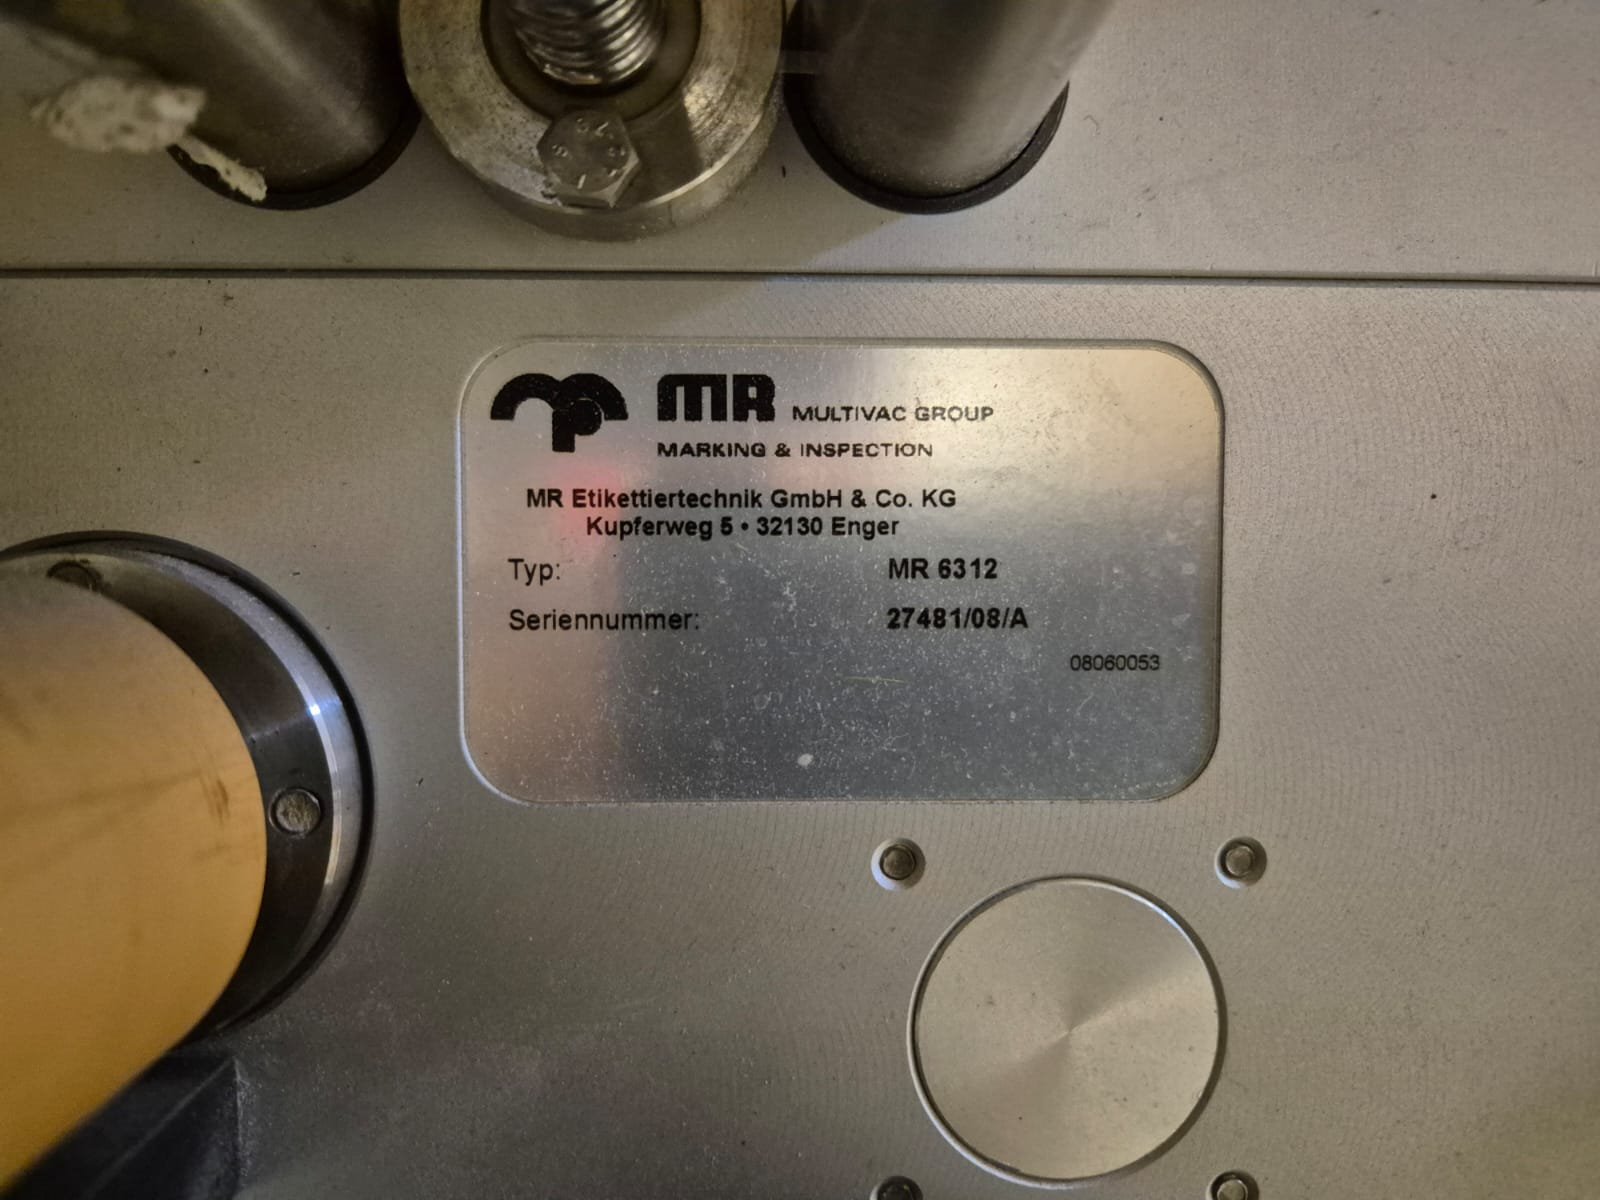 MR MULTIVAC GROUP
MARKING & INSPECTION
MR Etikettiertechnik GmbH & Co. KG
Kupferweg 5 • 32130 Enger
Typ: MR 6312
Seriennummer: 27481/08/A
08060053